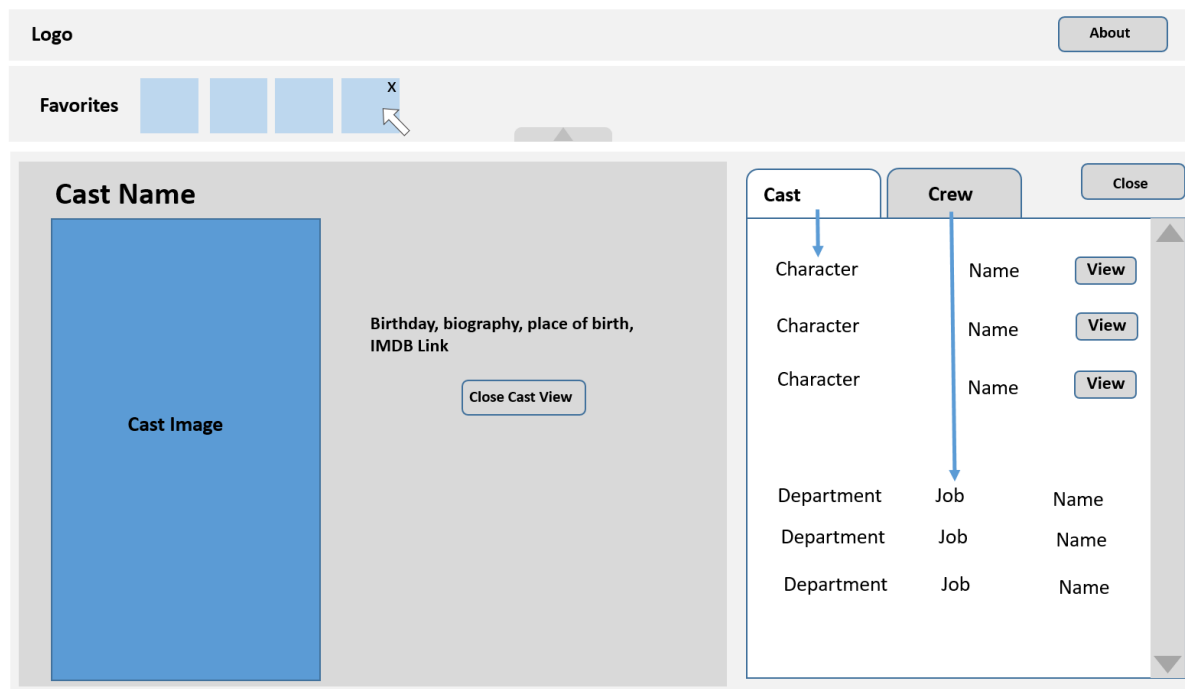 Logo
About
Favorites
X
Cast Name
Cast Image
Birthday, biography, place of birth,
IMDB Link
Close Cast View
Cast
Crew
Close
Character Name View
Character Name View
Character Name View
Department Job Name
Department Job Name
Department Job Name